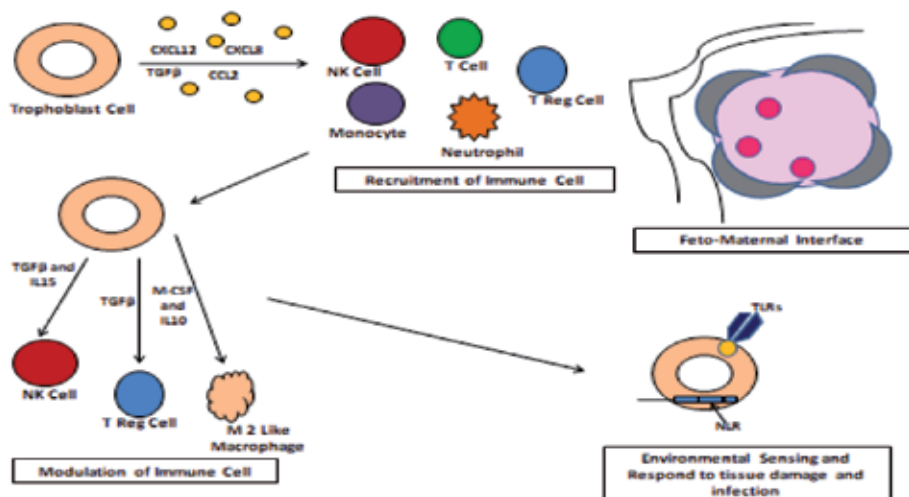 CXCL12
CXCL8
TGFβ
CCL2
Trophoblast Cell
NK Cell
T Cell
T Reg Cell
Monocyte
Neutrophil
Recruitment of Immune Cell
Feto-Maternal Interface
TGFβ and
IL15
TGFβ
M-CSF
and
IL10
NK Cell
T Reg Cell
M 2 Like
Macrophage
Modulation of Immune Cell
TLRs
NLR
Environmental Sensing and
Respond to tissue damage and
infection